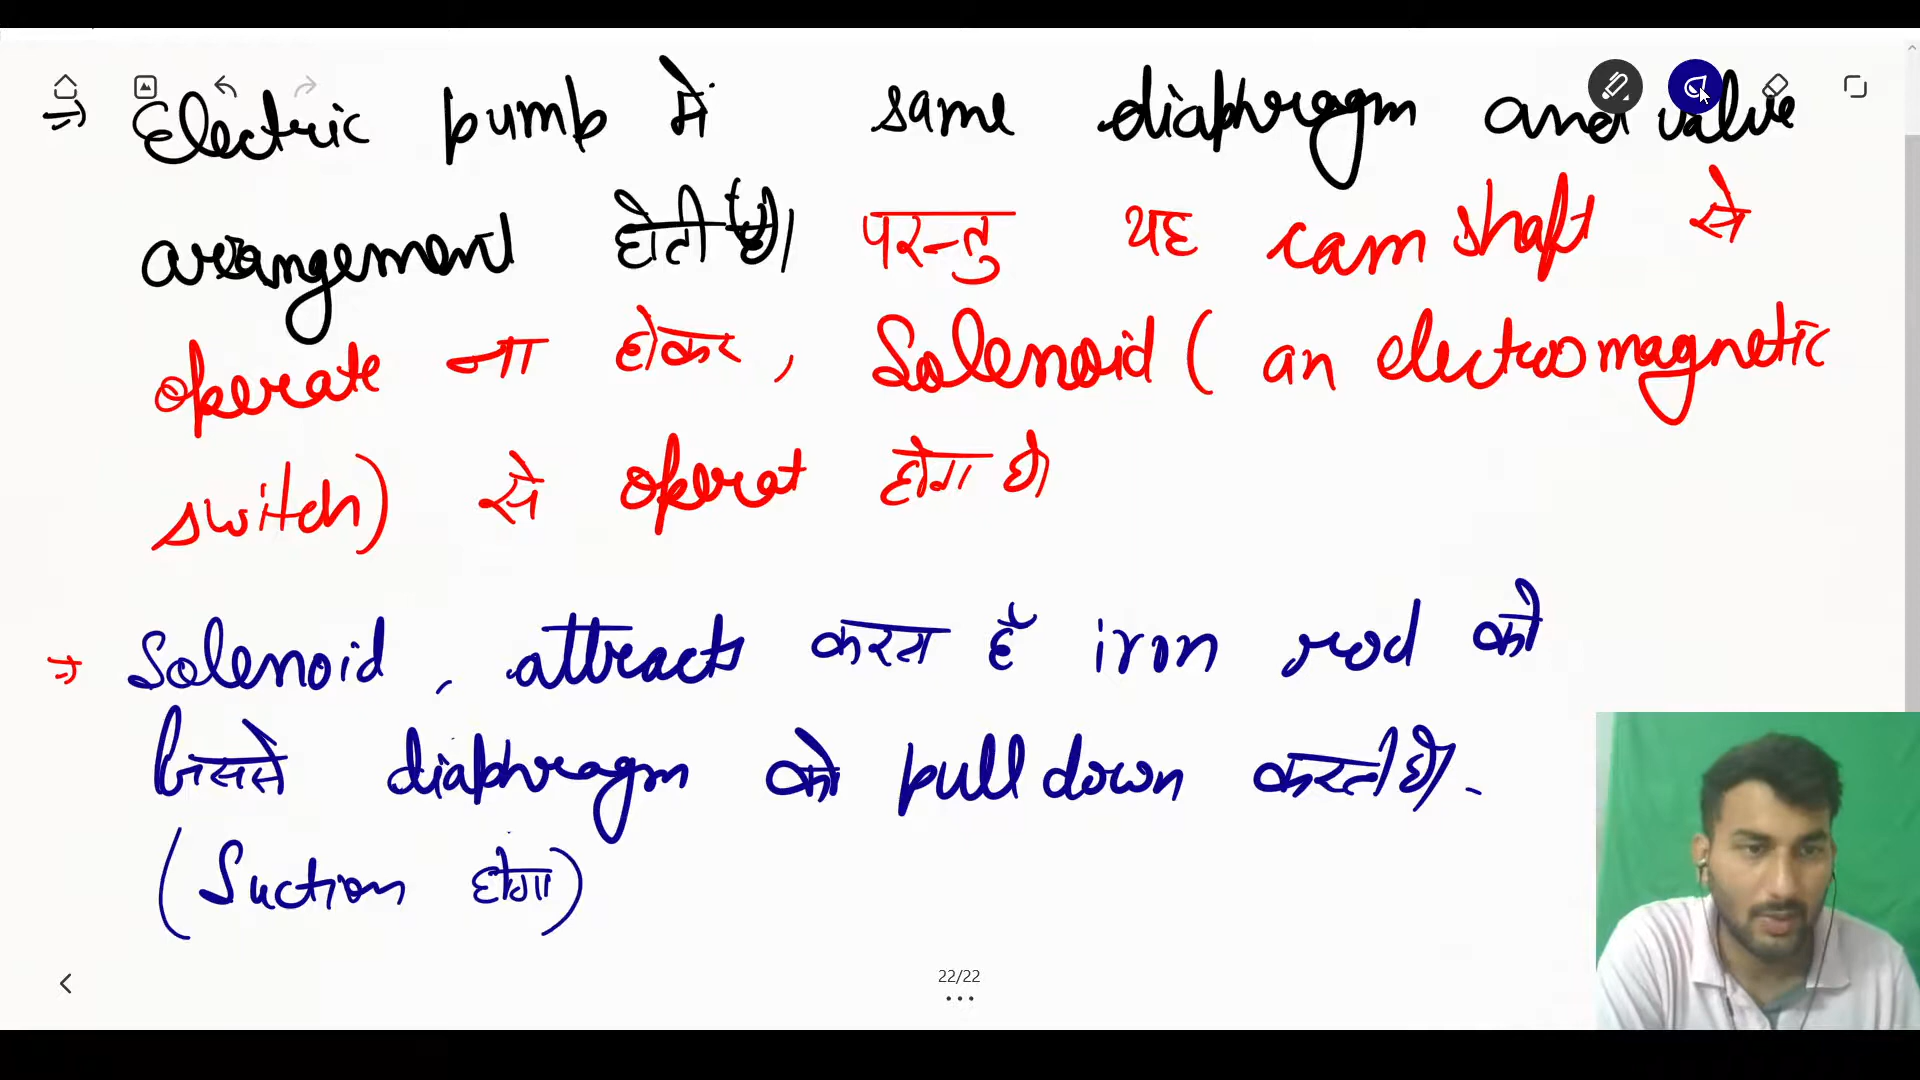 ⇒ Electric pump में same diaphragm and valve
arrangement होती है। परन्तु यह cam shaft से
operate ना होकर, Solenoid ( an electromagnetic
switch) से operat होता है।
⇒ Solenoid, attracts करता है iron rod को
जिससे diaphragm को pull down करती है।
(Suction होगा)
22/22